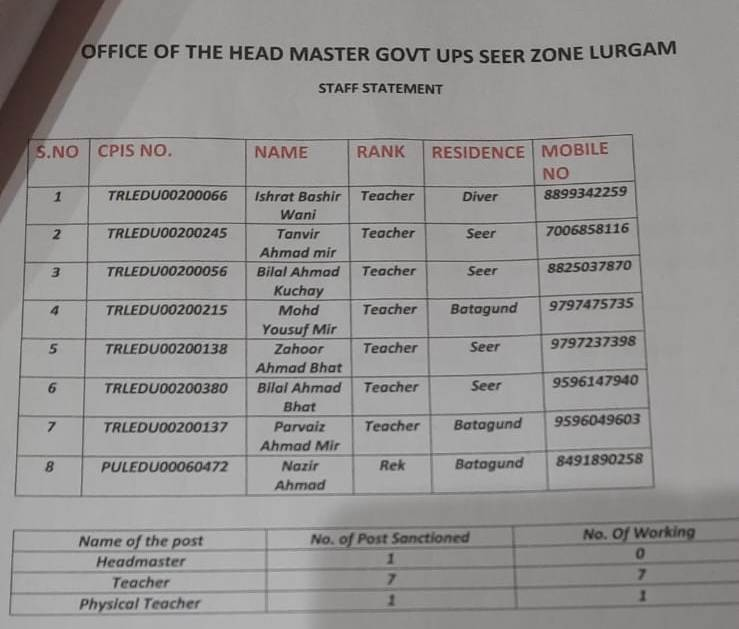 OFFICE OF THE HEAD MASTER GOVT UPS SEER ZONE LURGAM
STAFF STATEMENT
S.NO CPIS NO. NAME RANK RESIDENCE MOBILE NO
1 TRLEDU00200066 Ishrat Bashir Wani Teacher Diver 8899342259
2 TRLEDU00200245 Tanvir Ahmad mir Teacher Seer 7006858116
3 TRLEDU00200056 Bilal Ahmad Kuchay Teacher Seer 8825037870
4 TRLEDU00200215 Mohd Yousuf Mir Teacher Batagund 9797475735
5 TRLEDU00200138 Zahoor Ahmad Bhat Teacher Seer 9797237398
6 TRLEDU00200380 Bilal Ahmad Bhat Teacher Seer 9596147940
7 TRLEDU00200137 Parvaiz Ahmad Mir Teacher Batagund 9596049603
8 PULEDU00060472 Nazir Ahmad Rek Batagund 8491890258
Name of the post No. of Post Sanctioned No. Of Working
Headmaster 1 0
Teacher 7 7
Physical Teacher 1 1